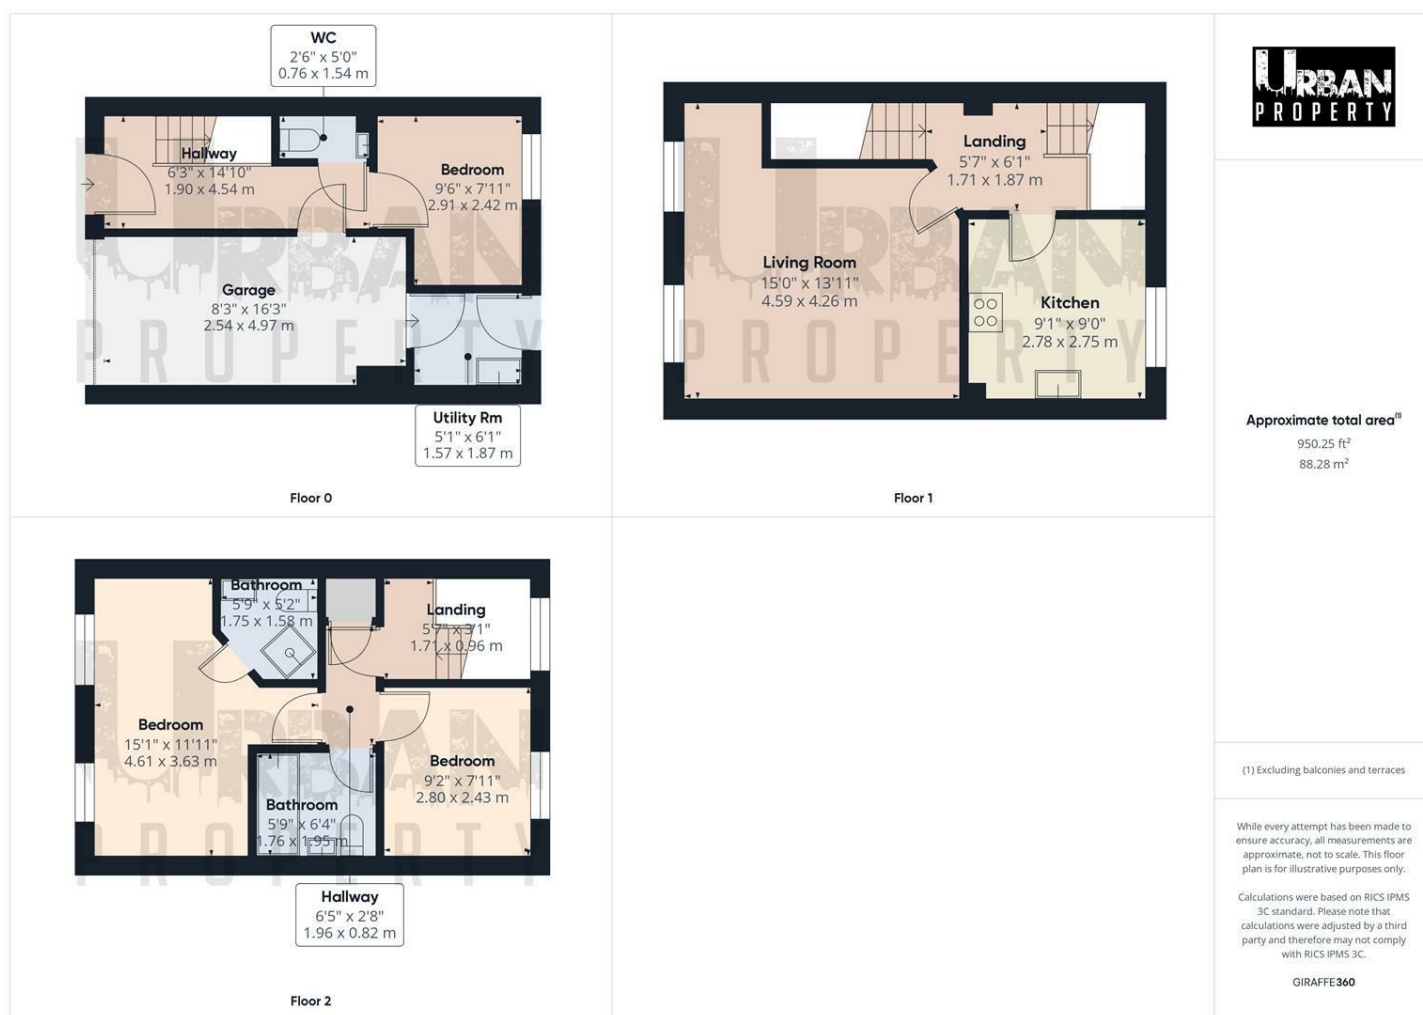 WC
2'6" x 5'0"
0.76 x 1.54 m
Hallway
6'3" x 14'10"
1.90 x 4.54 m
Bedroom
9'6" x 7'11"
2.91 x 2.42 m
Garage
8'3" x 16'3"
2.54 x 4.97 m
Utility Rm
5'1" x 6'1"
1.57 x 1.87 m
URBAN
PROPERTY
Floor 0
Landing
5'7" x 6'1"
1.71 x 1.87 m
Living Room
15'0" x 13'11"
4.59 x 4.26 m
Kitchen
9'1" x 9'0"
2.78 x 2.75 m
URBAN
PROPERTY
Floor 1
Bathroom
5'9" x 5'2"
1.75 x 1.58 m
Landing
5'7" x 3'1"
1.71 x 0.96 m
Bedroom
15'1" x 11'11"
4.61 x 3.63 m
Bedroom
9'2" x 7'11"
2.80 x 2.43 m
Bathroom
5'9" x 6'4"
1.76 x 1.95 m
Hallway
6'5" x 2'8"
1.96 x 0.82 m
URBAN
PROPERTY
Floor 2
URBAN
PROPERTY
Approximate total area(1)
950.25 ft²
88.28 m²
(1) Excluding balconies and terraces
While every attempt has been made to
ensure accuracy, all measurements are
approximate, not to scale. This floor
plan is for illustrative purposes only.
Calculations were based on RICS IPMS
3C standard. Please note that
calculations were adjusted by a third
party and therefore may not comply
with RICS IPMS 3C.
GIRAFFE360